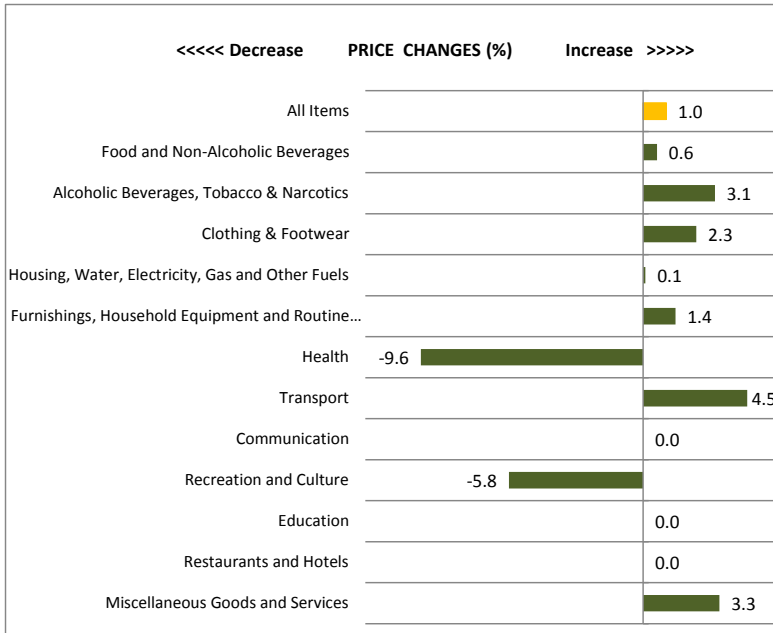 <<<<< Decrease PRICE CHANGES (%) Increase >>>>>
All Items 1.0
Food and Non-Alcoholic Beverages 0.6
Alcoholic Beverages, Tobacco & Narcotics 3.1
Clothing & Footwear 2.3
Housing, Water, Electricity, Gas and Other Fuels 0.1
Furnishings, Household Equipment and Routine… 1.4
Health -9.6
Transport 4.5
Communication 0.0
Recreation and Culture -5.8
Education 0.0
Restaurants and Hotels 0.0
Miscellaneous Goods and Services 3.3